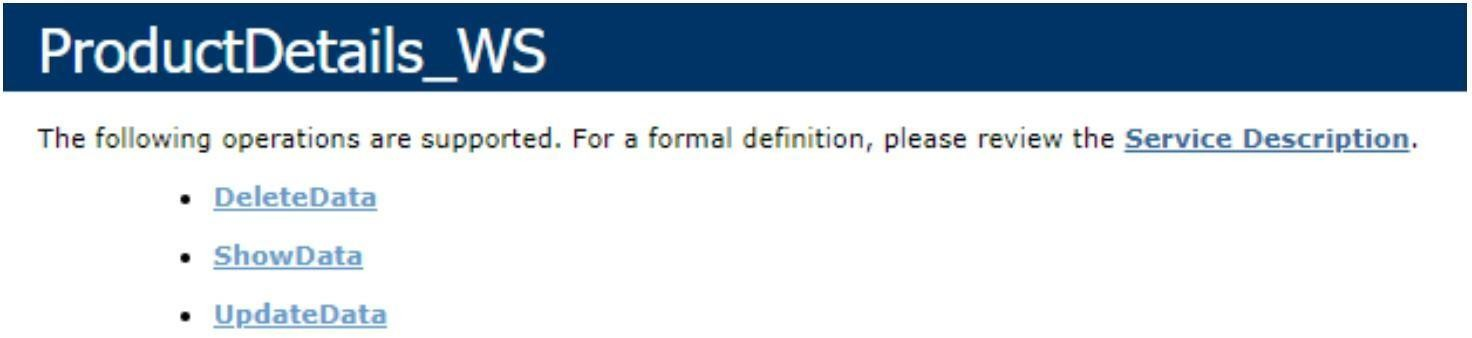 ProductDetails_WS
The following operations are supported. For a formal definition, please review the Service Description.
DeleteData
ShowData
UpdateData